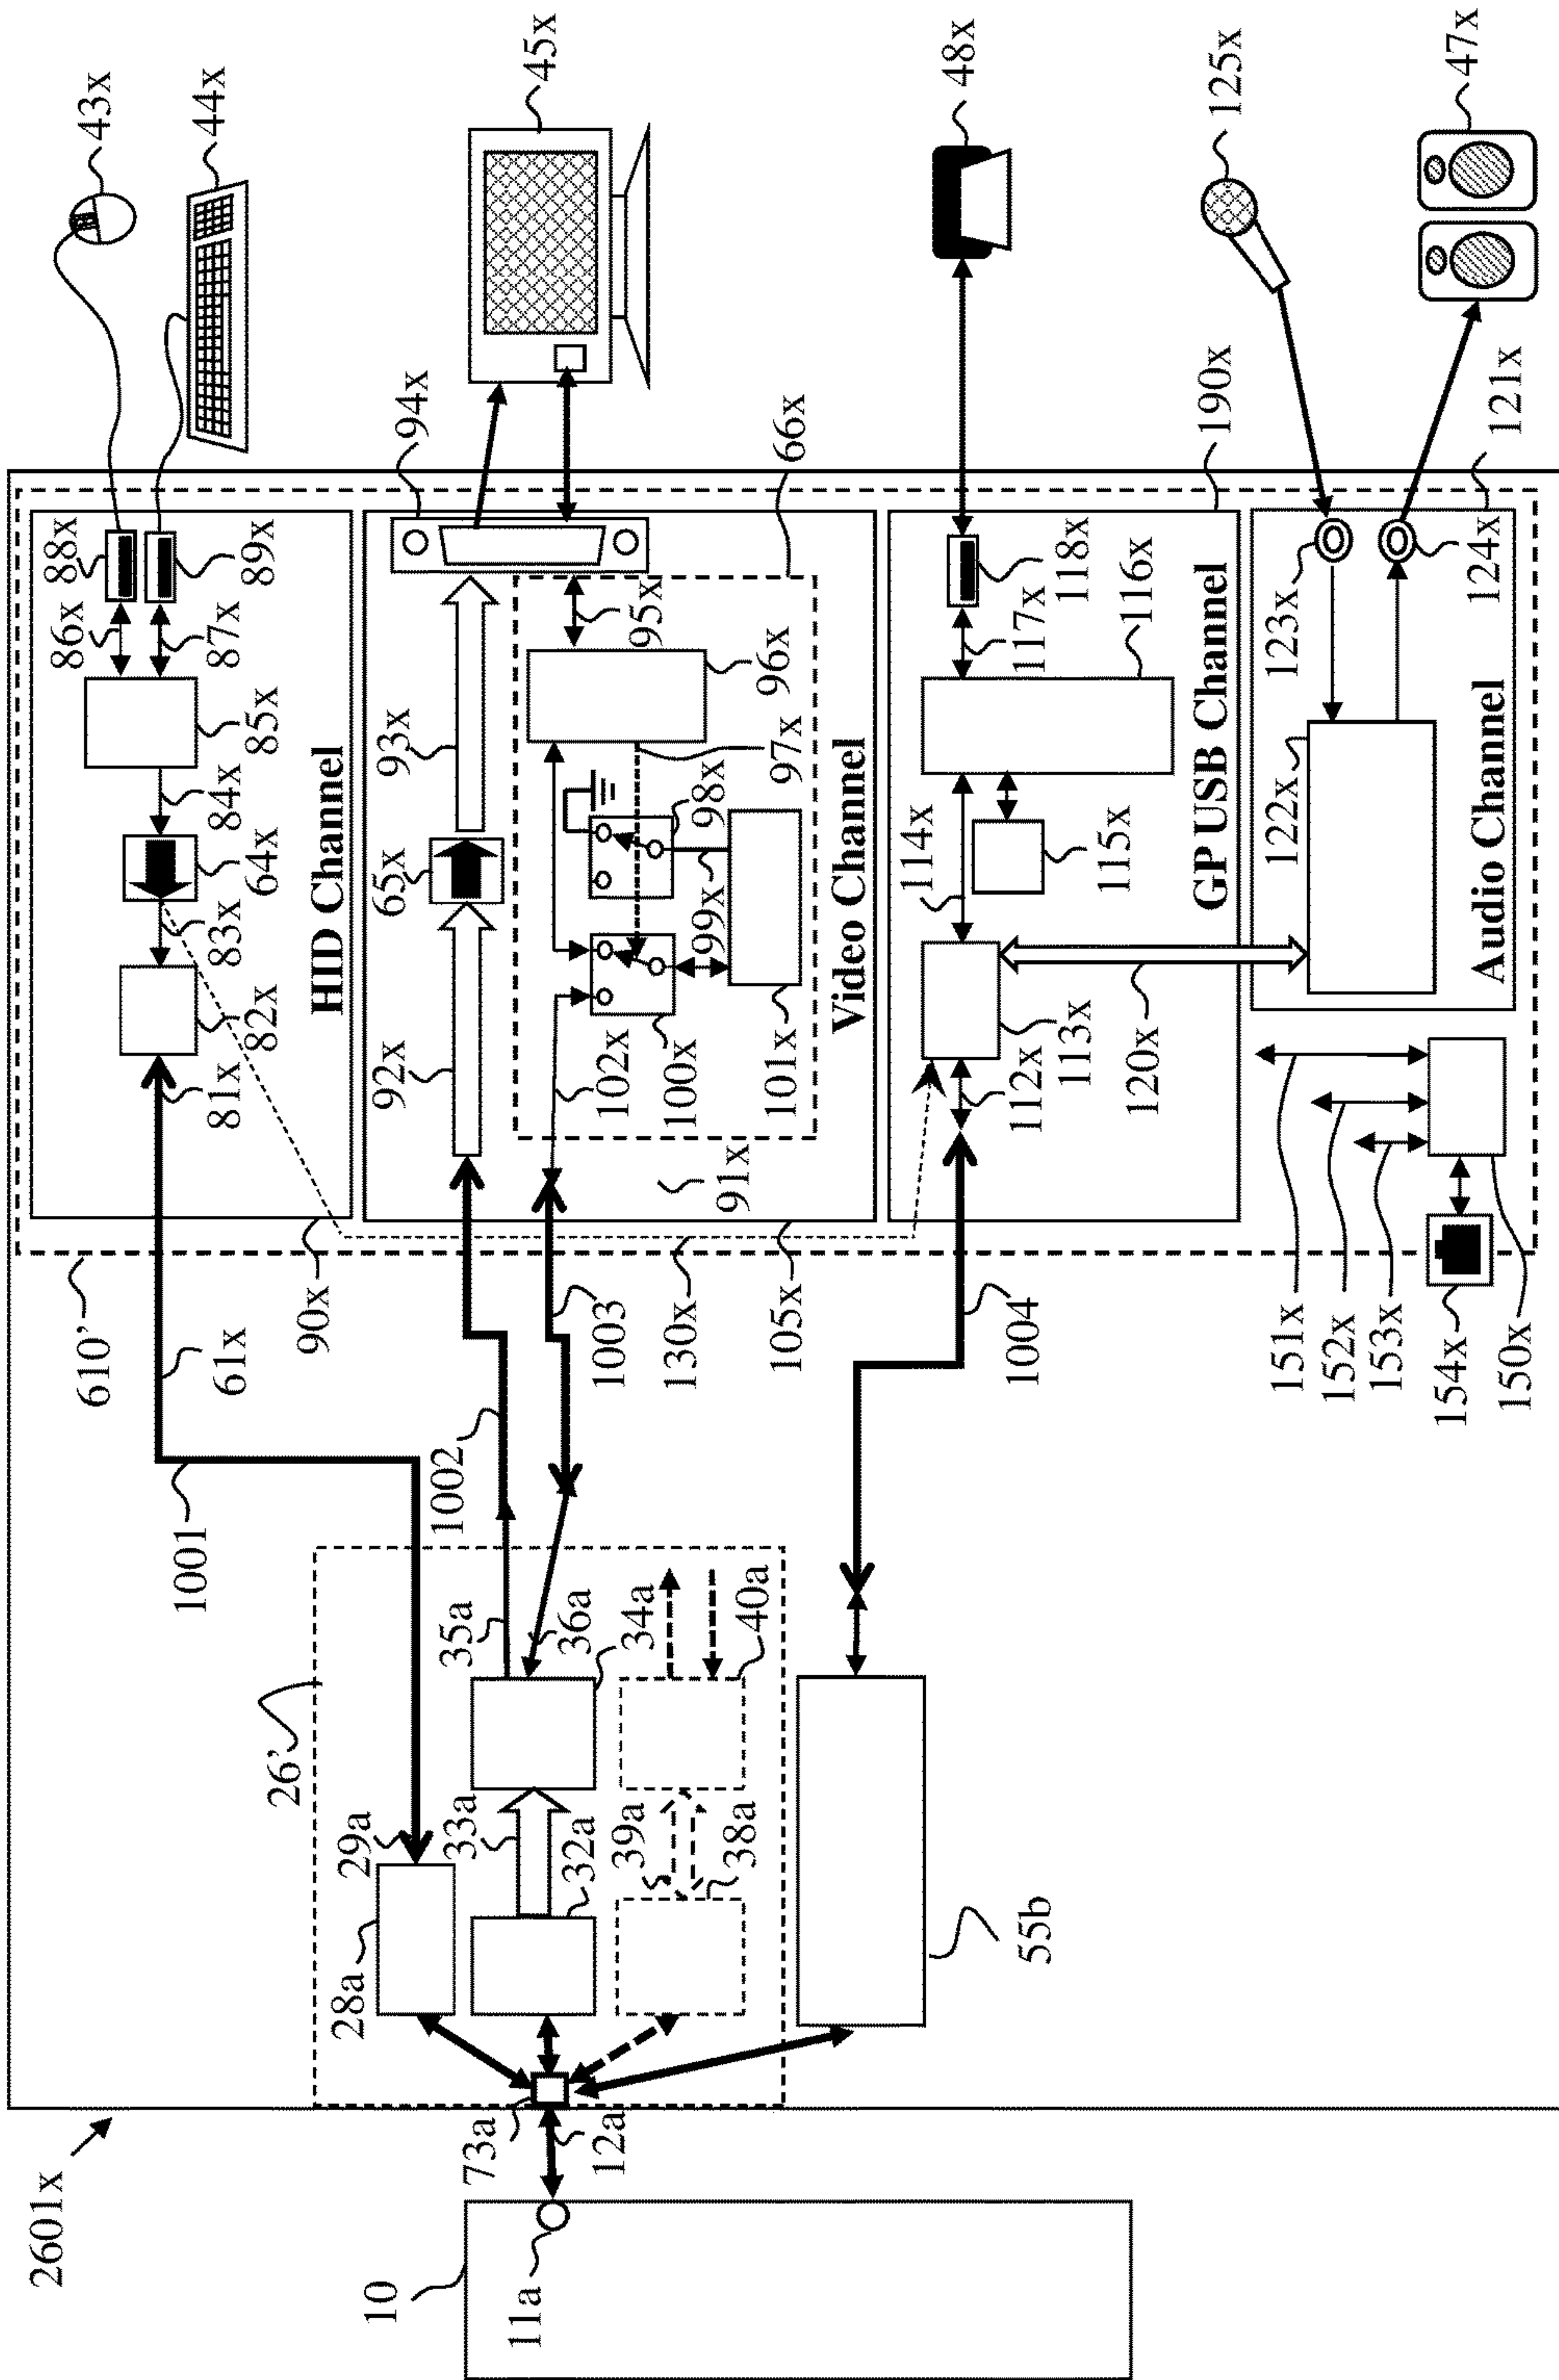 2601x
10
11a
73a
12a
26'
28a
29a
33a
32a
35a
36a
34a
39a
38a
40a
55b
1001
1002
1003
1004
61x
610'
90x
130x
105x
81x
82x
83x
64x
84x
85x
86x
87x
88x
89x
HID Channel
43x
44x
92x
65x
93x
94x
45x
91x
102x
100x
101x
99x
98x
97x
96x
95x
66x
Video Channel
112x
113x
114x
115x
116x
117x
118x
GP USB Channel
48x
190x
120x
122x
123x
124x
Audio Channel
121x
125x
47x
151x
152x
153x
154x
150x